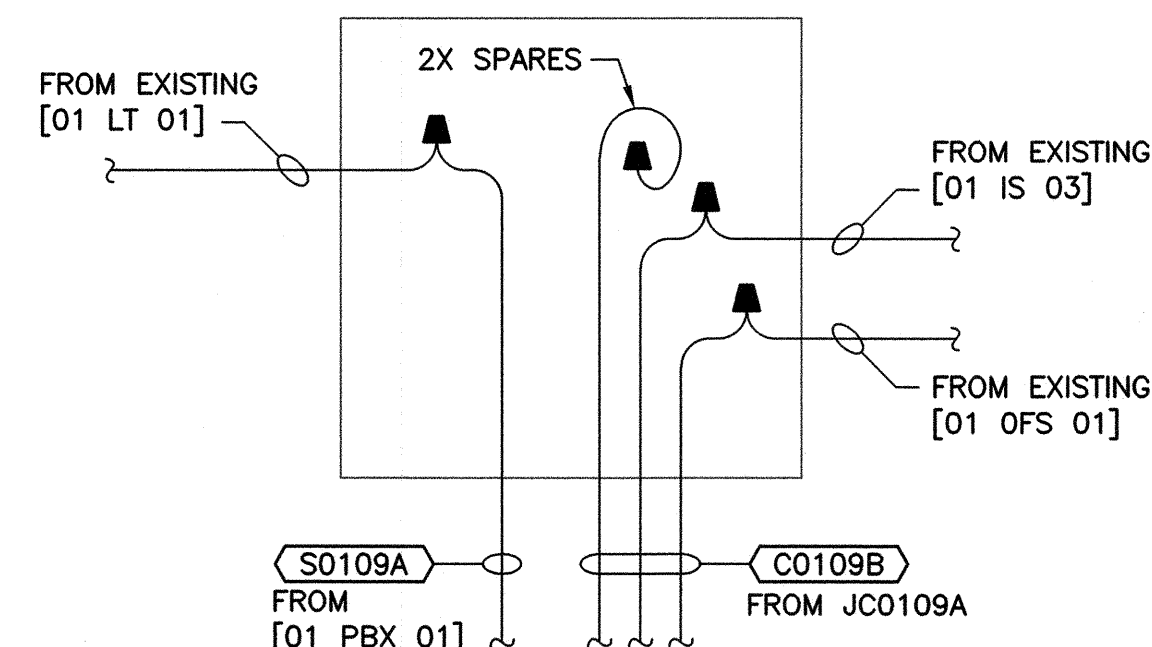 2X SPARES
FROM EXISTING
[01 LT 01]
FROM EXISTING
[01 IS 03]
FROM EXISTING
[01 OFS 01]
S0109A
FROM
[01 PBX 01]
C0109B
FROM JC0109A